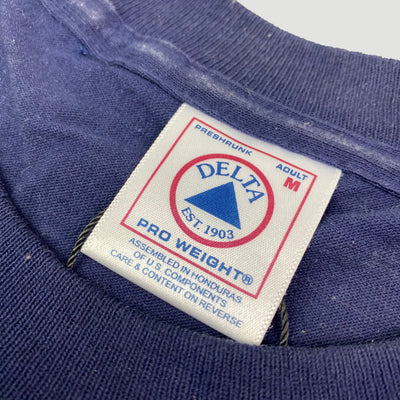 PRESHRUNK ADULT
M
DELTA
EST. 1903
PRO WEIGHT®
ASSEMBLED IN HONDURAS
OF U.S. COMPONENTS
CARE & CONTENT ON REVERSE